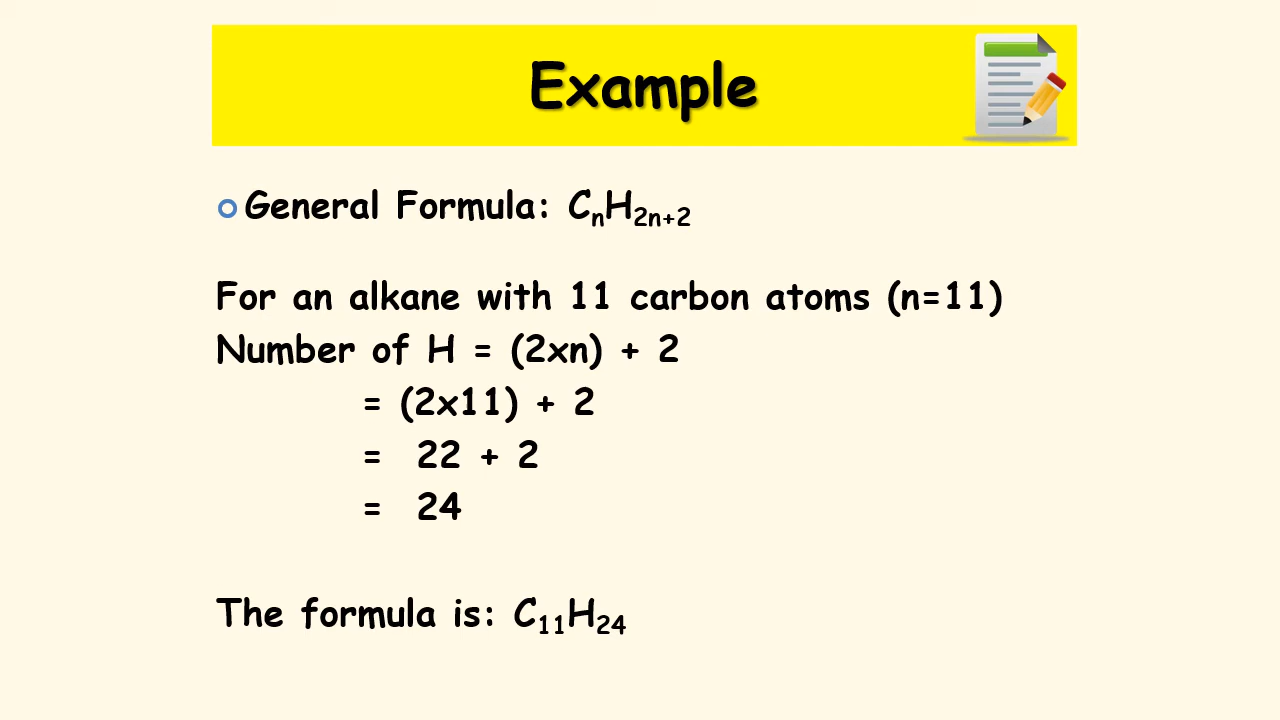 Example
General Formula: CₙH₂ₙ₊₂
For an alkane with 11 carbon atoms (n=11)
Number of H = (2xn) + 2
= (2x11) + 2
= 22 + 2
= 24
The formula is: C₁₁H₂₄